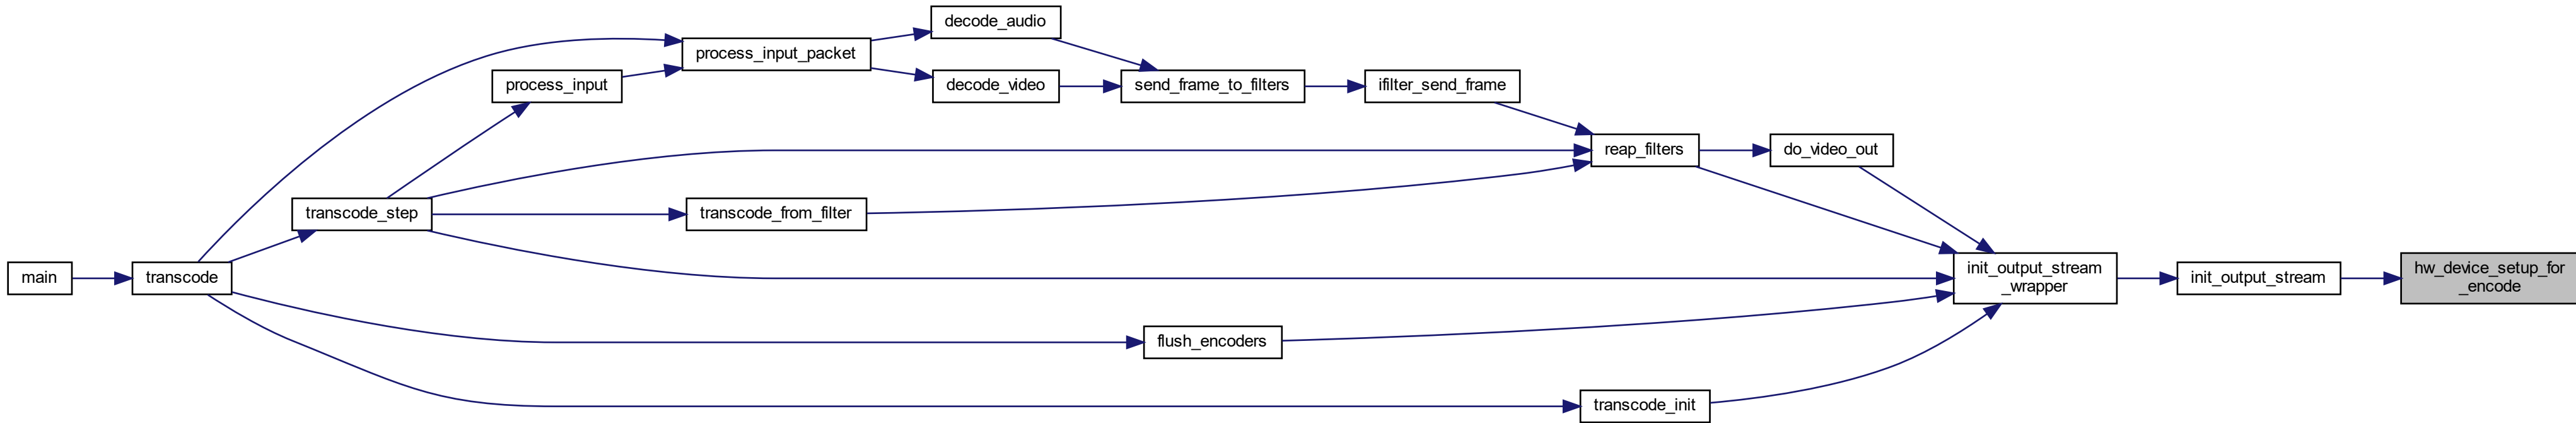 decode_audio
process_input_packet
process_input
decode_video
send_frame_to_filters
ifilter_send_frame
reap_filters
do_video_out
transcode_step
transcode_from_filter
main
transcode
init_output_stream
_wrapper
init_output_stream
hw_device_setup_for
_encode
flush_encoders
transcode_init